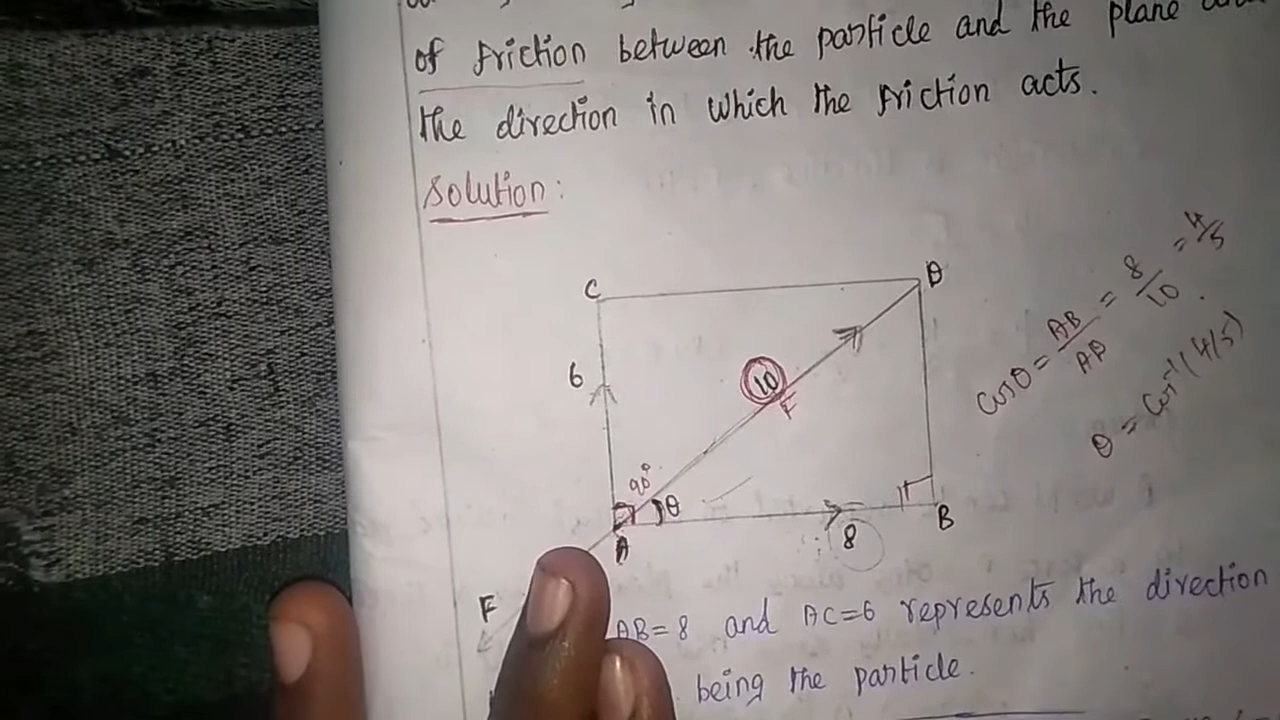 of friction between the particle and the plane
the direction in which the friction acts.
Solution:
C
D
6
10
F
90°
θ
A
8
B
F
cosθ = AB/AD = 8/10 = 4/5
θ = cos⁻¹(4/5)
AB=8 and AC=6 represents the direction
being the particle.